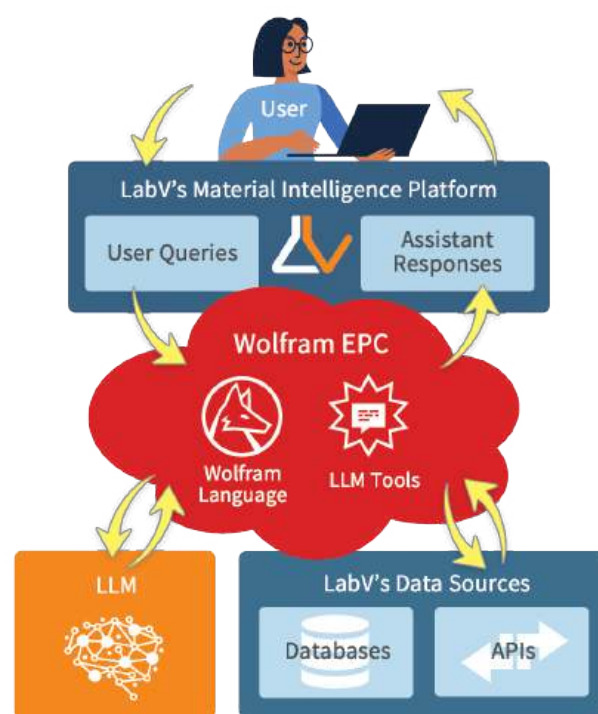 User
LabV's Material Intelligence Platform
User Queries
Assistant
Responses
Wolfram EPC
Wolfram
Language
LLM Tools
LLM
LabV's Data Sources
Databases
APIs